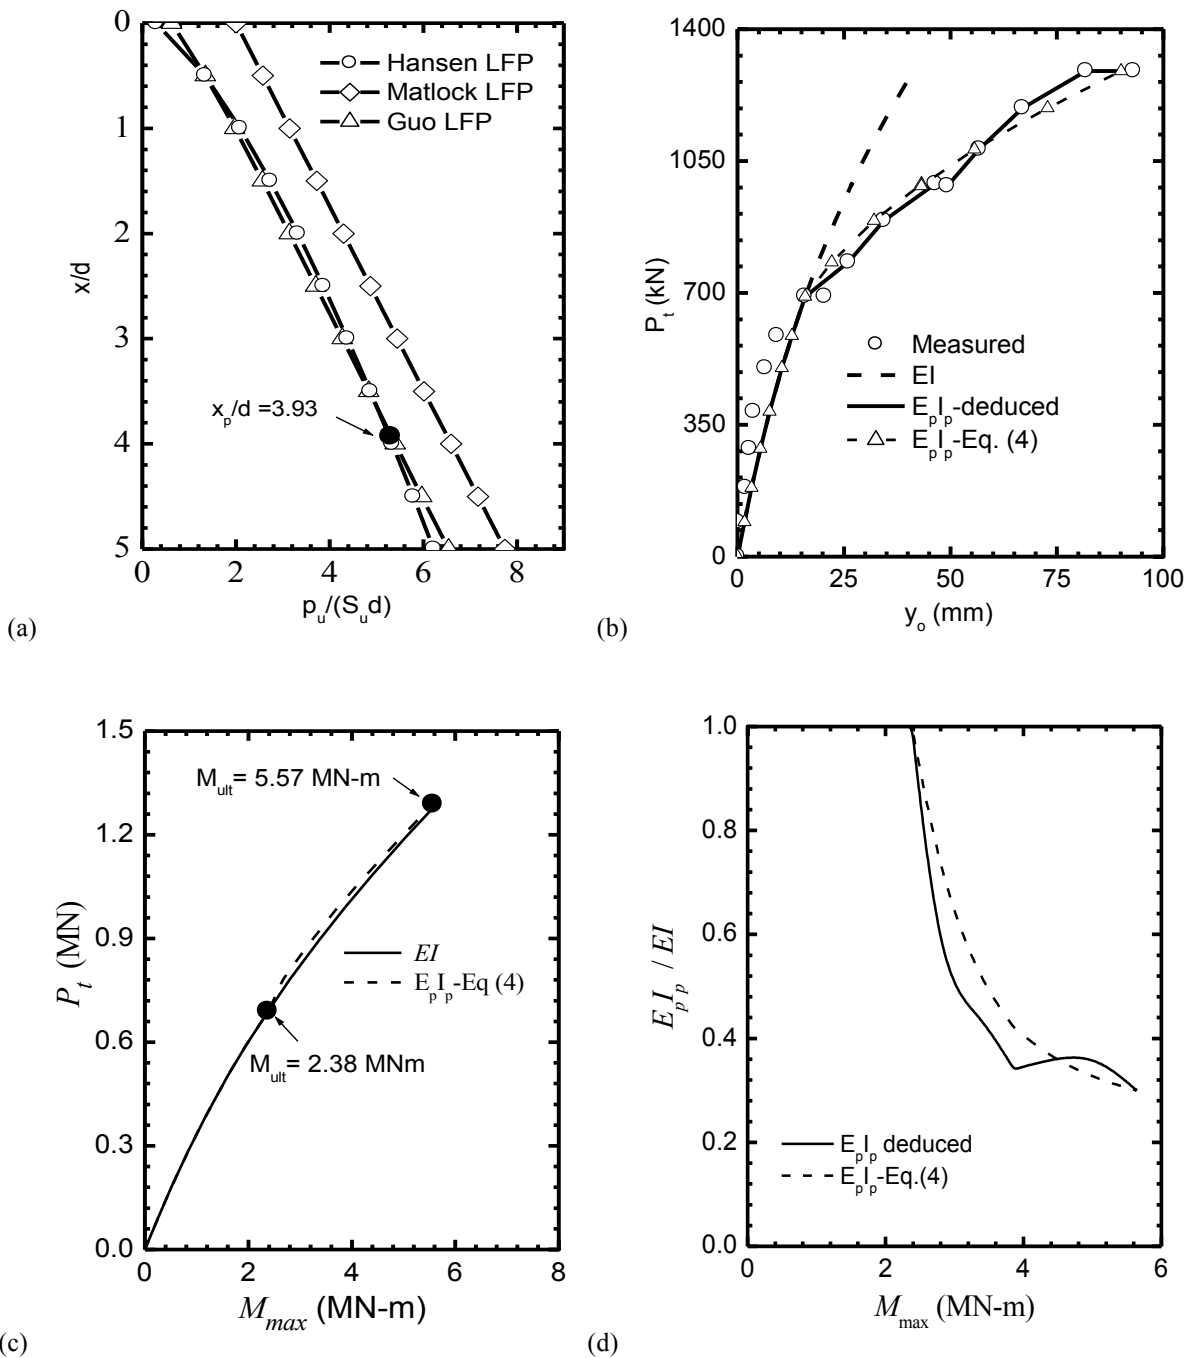 0
1
2
3
4
5
x/d
Hansen LFP
Matlock LFP
Guo LFP
x_p/d =3.93
0 2 4 6 8
p_u/(S_u d)
(a)
1400
1050
700
350
0
P_t (kN)
Measured
EI
E_pI_p-deduced
E_pI_p-Eq. (4)
0 25 50 75 100
y_o (mm)
(b)
1.5
1.2
0.9
0.6
0.3
0.0
P_t (MN)
M_ult= 5.57 MN-m
EI
E_pI_p-Eq (4)
M_ult= 2.38 MNm
0 2 4 6 8
M_max (MN-m)
(c)
1.0
0.8
0.6
0.4
0.2
0.0
E_pI_p / EI
E_pI_p deduced
E_pI_p-Eq.(4)
0 2 4 6
M_max (MN-m)
(d)